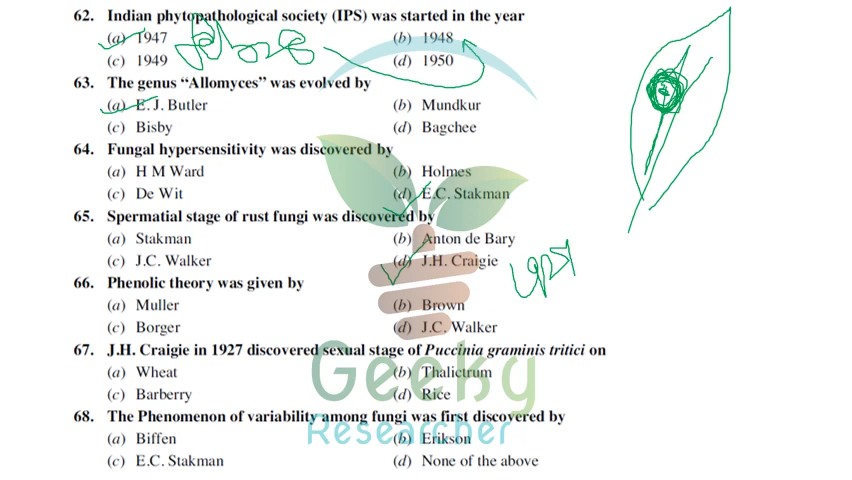 62. Indian phytopathological society (IPS) was started in the year
(a) 1947 (b) 1948
(c) 1949 (d) 1950
63. The genus “Allomyces” was evolved by
(a) E. J. Butler (b) Mundkur
(c) Bisby (d) Bagchee
64. Fungal hypersensitivity was discovered by
(a) H M Ward (b) Holmes
(c) De Wit (d) E.C. Stakman
65. Spermatial stage of rust fungi was discovered by
(a) Stakman (b) Anton de Bary
(c) J.C. Walker (d) J.H. Craigie
66. Phenolic theory was given by
(a) Muller (b) Brown
(c) Borger (d) J.C. Walker
67. J.H. Craigie in 1927 discovered sexual stage of Puccinia graminis tritici on
(a) Wheat (b) Thalictrum
(c) Barberry (d) Rice
68. The Phenomenon of variability among fungi was first discovered by
(a) Biffen (b) Erikson
(c) E.C. Stakman (d) None of the above
Geeky
Researcher